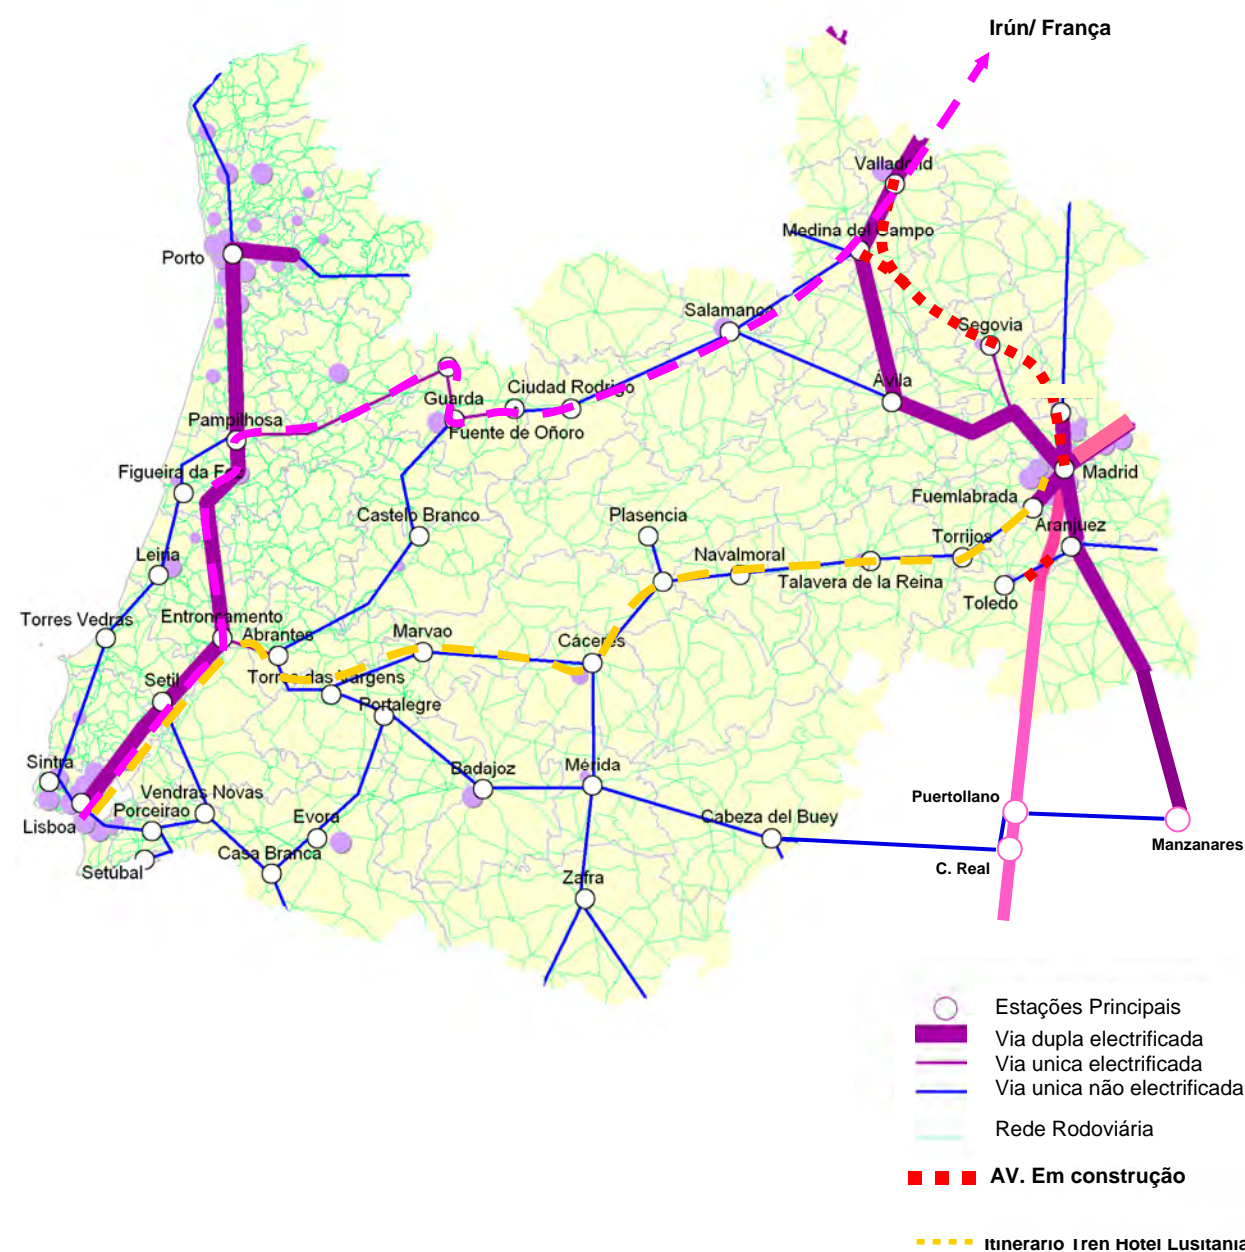 Irún/ França
Valladolid
Medina del Campo
Porto
Salamanca
Segovia
Ávila
Ciudad Rodrigo
Guarda
Pampilhosa
Fuente de Oñoro
Figueira da Foz
Madrid
Fuemlabrada
Castelo Branco
Plasencia
Aranjuez
Torrijos
Navalmoral
Leiria
Talavera de la Reina
Toledo
Torres Vedras
Entroncamento
Abrantes
Marvao
Cáceres
Setil
Torre das Vargens
Portalegre
Sintra
Badajoz
Mérida
Vendras Novas
Puertollano
Porceirao
Evora
Cabeza del Buey
Lisboa
Manzanares
Casa Branca
C. Real
Setúbal
Zafra
Estações Principais
Via dupla electrificada
Via unica electrificada
Via unica não electrificada
Rede Rodoviária
AV. Em construção
Itinerario Tren Hotel Lusitania